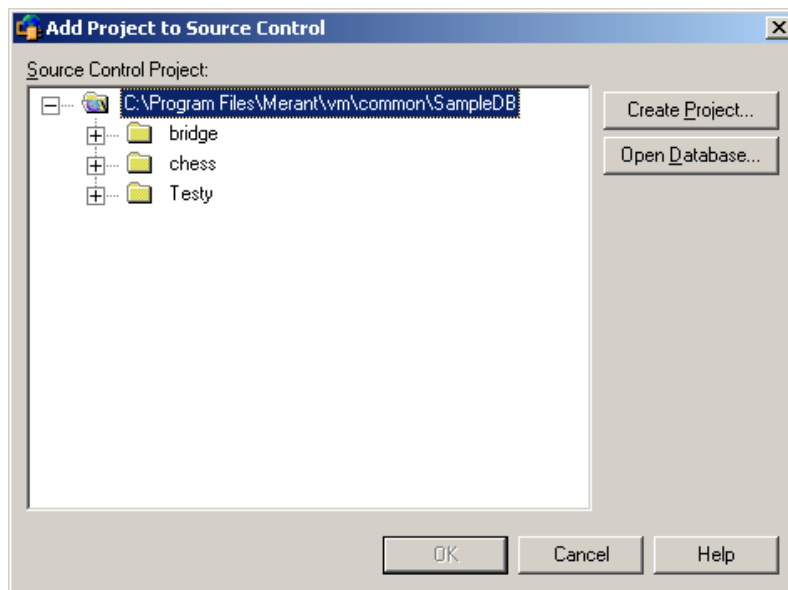 Add Project to Source Control
Source Control Project:
C:\Program Files\Merant\vm\common\SampleDB
bridge
chess
Testy
Create Project...
Open Database...
OK
Cancel
Help